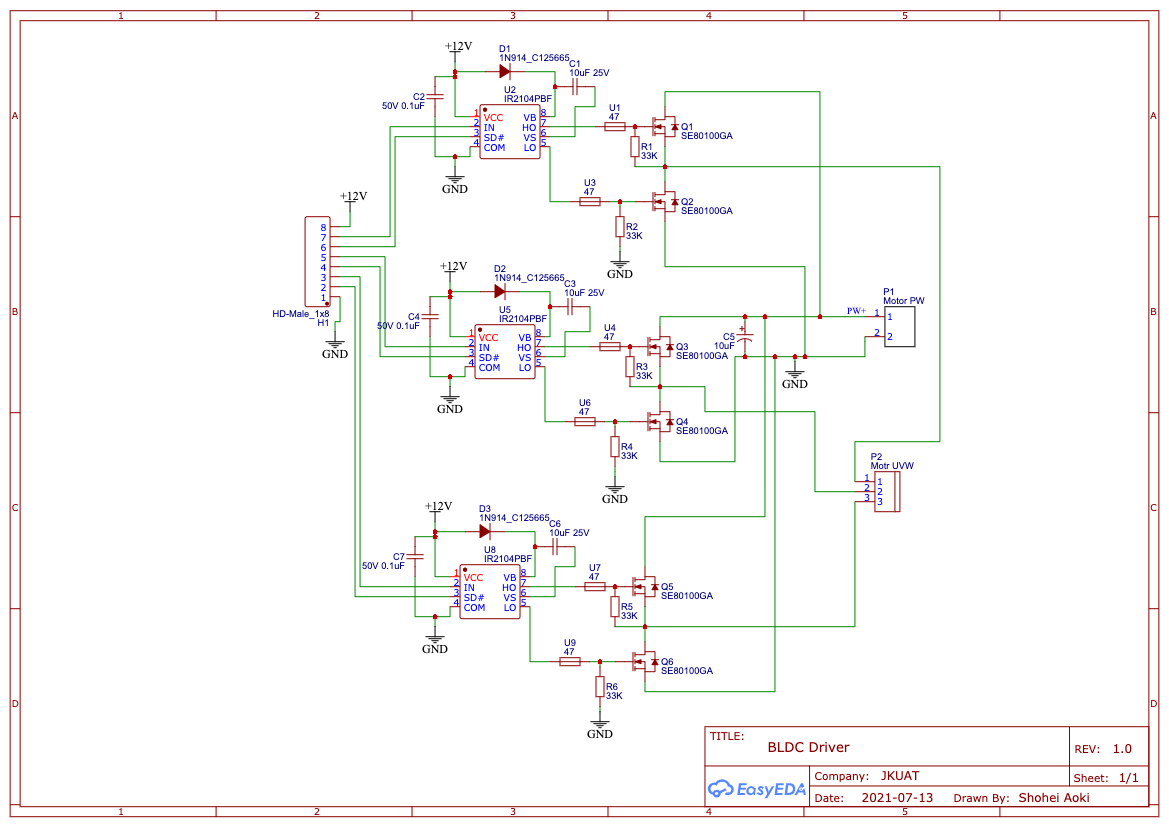 1 2 3 4 5
A A
B B
C C
D D
+12V
D1
1N914_C125665
C1
10uF 25V
C2
50V 0.1uF
U2
IR2104PBF
1 VCC VB 8
2 IN HO 7
3 SD# VS 6
4 COM LO 5
GND
U1
47
R1
33K
Q1
SE80100GA
U3
47
R2
33K
GND
Q2
SE80100GA
+12V
8
7
6
5
4
3
2
1
HD-Male_1x8
H1
GND
+12V
D2
1N914_C125665
C3
10uF 25V
C4
50V 0.1uF
U5
IR2104PBF
1 VCC VB 8
2 IN HO 7
3 SD# VS 6
4 COM LO 5
GND
U4
47
R3
33K
Q3
SE80100GA
U6
47
R4
33K
GND
Q4
SE80100GA
C5
10uF
+
GND
PW+
P1
Motor PW
1 1
2 2
P2
Motr UVW
1 1
2 2
3 3
+12V
D3
1N914_C125665
C6
10uF 25V
C7
50V 0.1uF
U8
IR2104PBF
1 VCC VB 8
2 IN HO 7
3 SD# VS 6
4 COM LO 5
GND
U7
47
R5
33K
Q5
SE80100GA
U9
47
R6
33K
GND
Q6
SE80100GA
TITLE:
BLDC Driver
REV: 1.0
EasyEDA
Company: JKUAT
Sheet: 1/1
Date: 2021-07-13 Drawn By: Shohei Aoki
1 2 3 4 5